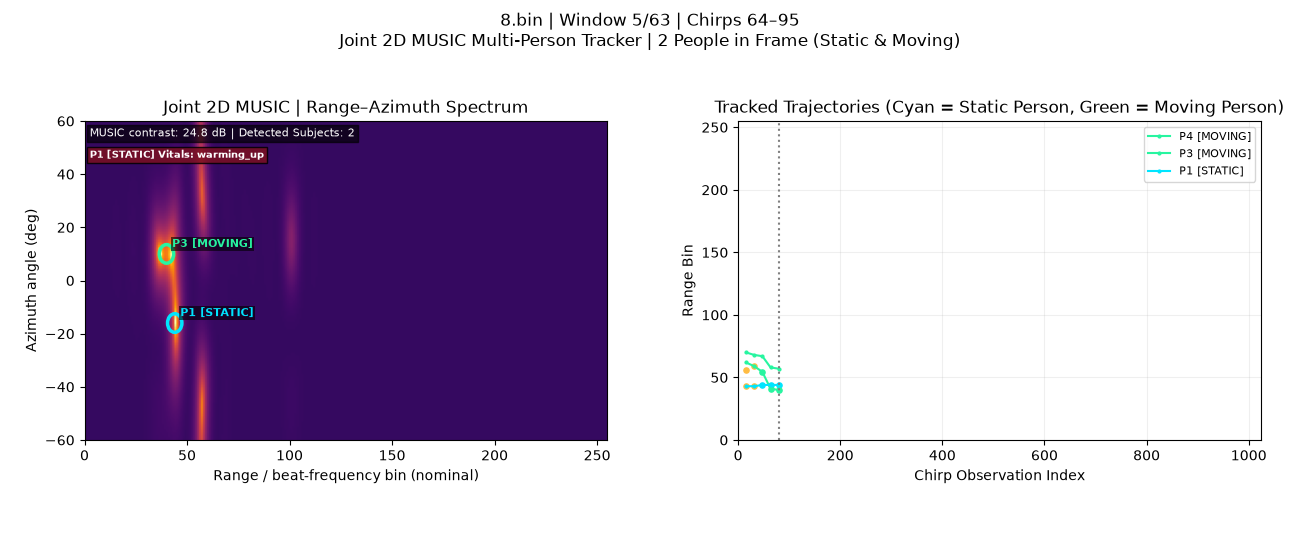 8.bin | Window 5/63 | Chirps 64–95
Joint 2D MUSIC Multi-Person Tracker | 2 People in Frame (Static & Moving)
Joint 2D MUSIC | Range–Azimuth Spectrum
MUSIC contrast: 24.8 dB | Detected Subjects: 2
P1 [STATIC] Vitals: warming_up
P3 [MOVING]
P1 [STATIC]
60
40
20
0
−20
−40
−60
Azimuth angle (deg)
0
50
100
150
200
250
Range / beat-frequency bin (nominal)
Tracked Trajectories (Cyan = Static Person, Green = Moving Person)
P4 [MOVING]
P3 [MOVING]
P1 [STATIC]
250
200
150
100
50
0
Range Bin
0
200
400
600
800
1000
Chirp Observation Index